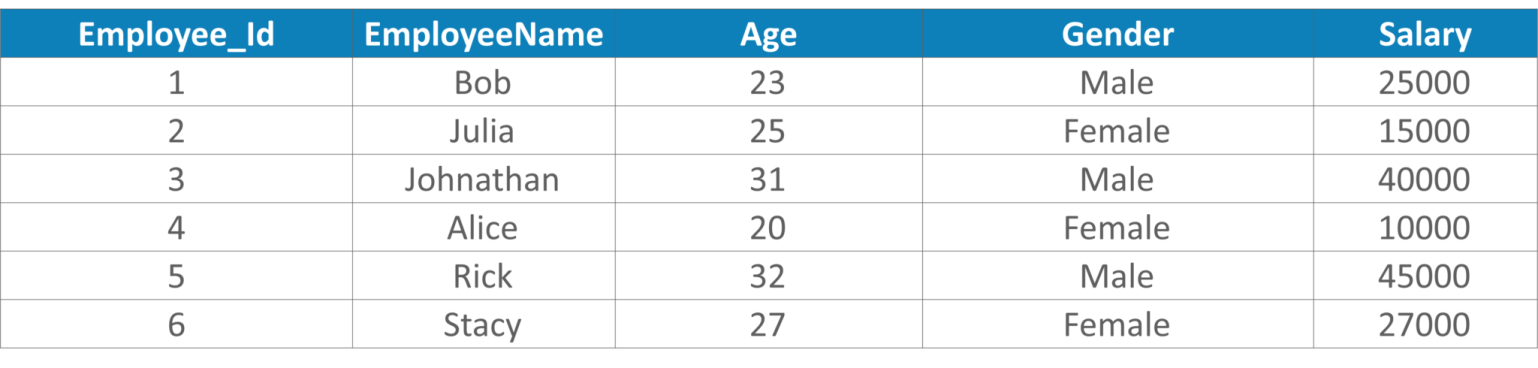 Employee_Id EmployeeName Age Gender Salary
1 Bob 23 Male 25000
2 Julia 25 Female 15000
3 Johnathan 31 Male 40000
4 Alice 20 Female 10000
5 Rick 32 Male 45000
6 Stacy 27 Female 27000